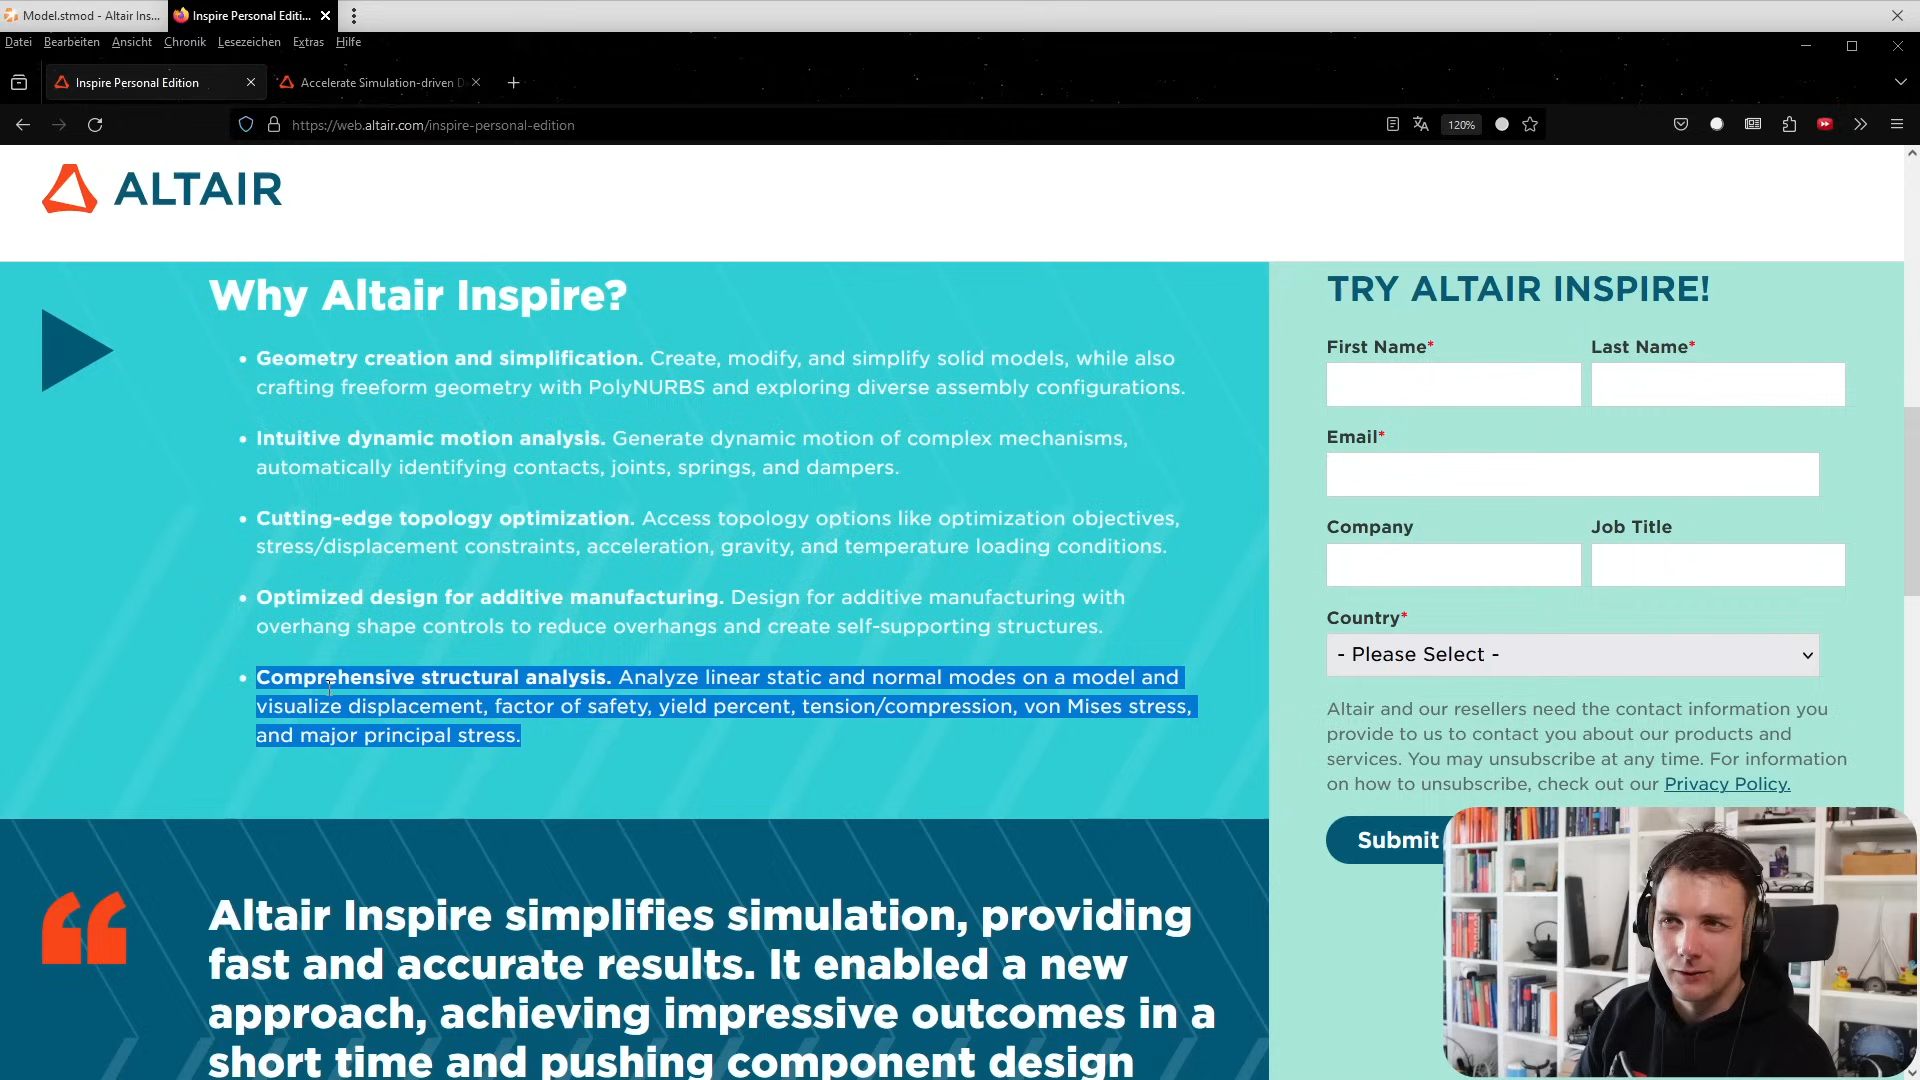 Model.stmod - Altair Ins...
Inspire Personal Editi...
Datei Bearbeiten Ansicht Chronik Lesezeichen Extras Hilfe
Inspire Personal Edition
Accelerate Simulation-driven D
https://web.altair.com/inspire-personal-edition
120%
ALTAIR
Why Altair Inspire?
• Geometry creation and simplification. Create, modify, and simplify solid models, while also
crafting freeform geometry with PolyNURBS and exploring diverse assembly configurations.
• Intuitive dynamic motion analysis. Generate dynamic motion of complex mechanisms,
automatically identifying contacts, joints, springs, and dampers.
• Cutting-edge topology optimization. Access topology options like optimization objectives,
stress/displacement constraints, acceleration, gravity, and temperature loading conditions.
• Optimized design for additive manufacturing. Design for additive manufacturing with
overhang shape controls to reduce overhangs and create self-supporting structures.
• Comprehensive structural analysis. Analyze linear static and normal modes on a model and
visualize displacement, factor of safety, yield percent, tension/compression, von Mises stress,
and major principal stress.
“
Altair Inspire simplifies simulation, providing
fast and accurate results. It enabled a new
approach, achieving impressive outcomes in a
short time and pushing component design
TRY ALTAIR INSPIRE!
First Name* Last Name*
Email*
Company Job Title
Country*
- Please Select -
Altair and our resellers need the contact information you
provide to us to contact you about our products and
services. You may unsubscribe at any time. For information
on how to unsubscribe, check out our Privacy Policy.
Submit